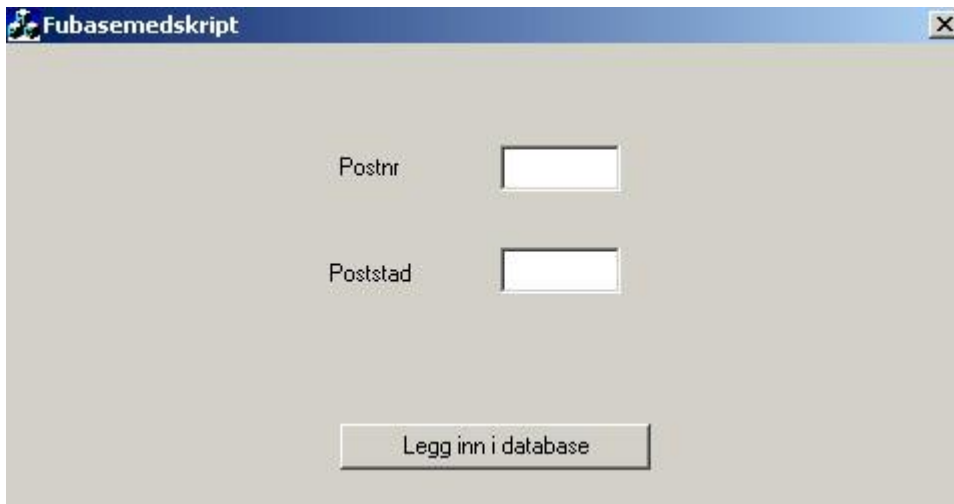 Fubasemedskript
Postnr
Poststad
Legg inn i database